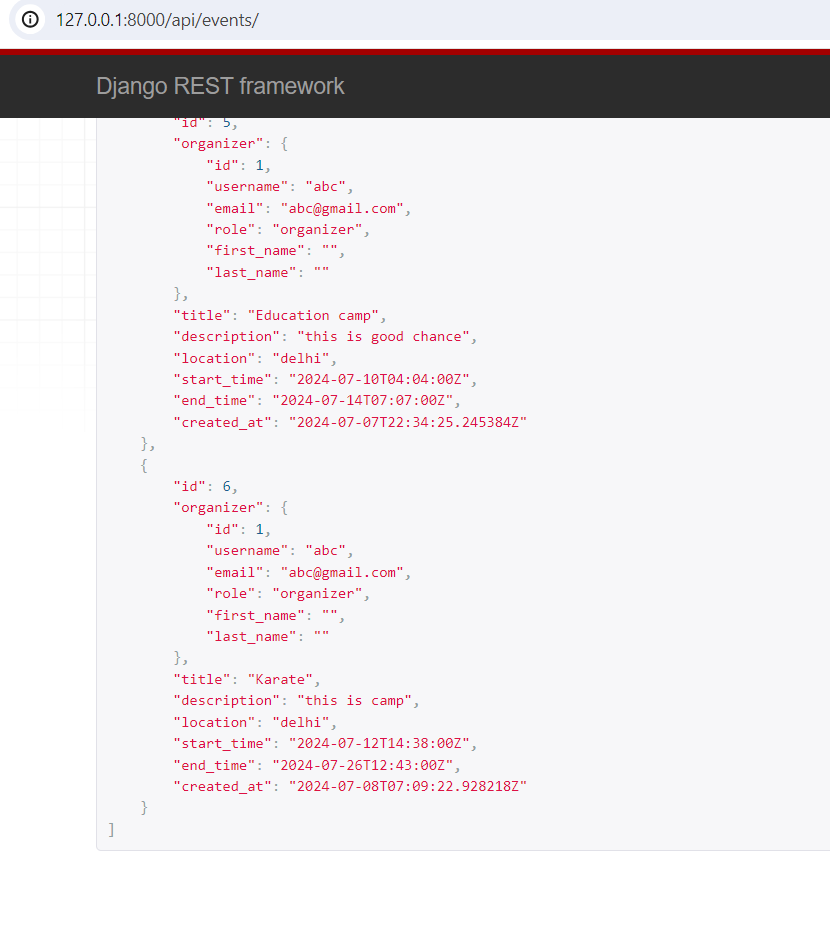 127.0.0.1:8000/api/events/
Django REST framework
"id": 5,
"organizer": {
"id": 1,
"username": "abc",
"email": "abc@gmail.com",
"role": "organizer",
"first_name": "",
"last_name": ""
},
"title": "Education camp",
"description": "this is good chance",
"location": "delhi",
"start_time": "2024-07-10T04:04:00Z",
"end_time": "2024-07-14T07:07:00Z",
"created_at": "2024-07-07T22:34:25.245384Z"
},
{
"id": 6,
"organizer": {
"id": 1,
"username": "abc",
"email": "abc@gmail.com",
"role": "organizer",
"first_name": "",
"last_name": ""
},
"title": "Karate",
"description": "this is camp",
"location": "delhi",
"start_time": "2024-07-12T14:38:00Z",
"end_time": "2024-07-26T12:43:00Z",
"created_at": "2024-07-08T07:09:22.928218Z"
}
]